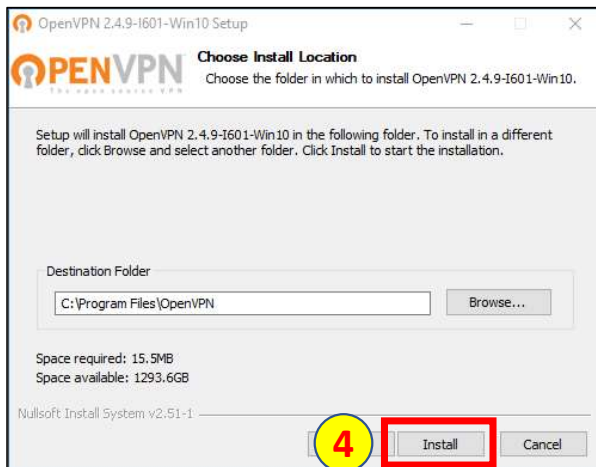 OpenVPN 2.4.9-I601-Win10 Setup
OPENVPN
The open source VPN
Choose Install Location
Choose the folder in which to install OpenVPN 2.4.9-I601-Win10.
Setup will install OpenVPN 2.4.9-I601-Win10 in the following folder. To install in a different
folder, click Browse and select another folder. Click Install to start the installation.
Destination Folder
C:\Program Files\OpenVPN
Browse...
Space required: 15.5MB
Space available: 1293.6GB
Nullsoft Install System v2.51-1
4
Install
Cancel